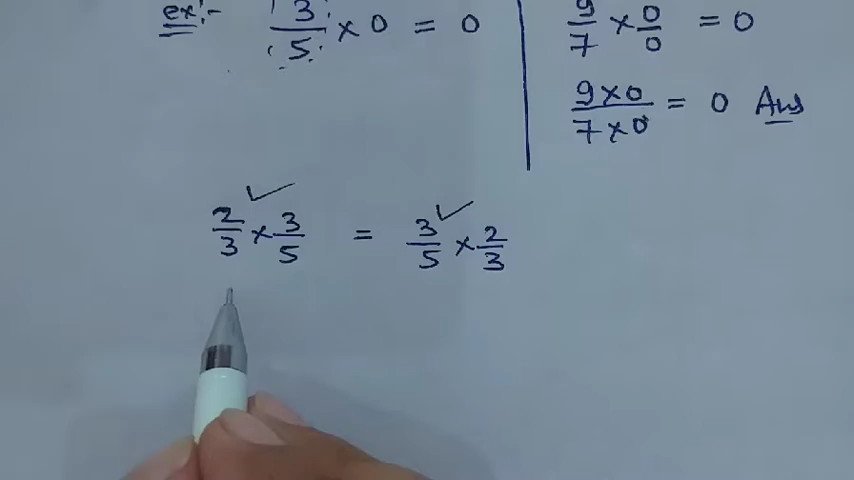 ex:- 3/5 × 0 = 0
9/7 × 0/0 = 0
9×0/7×0 = 0 Ans
2/3 × 3/5 = 3/5 × 2/3